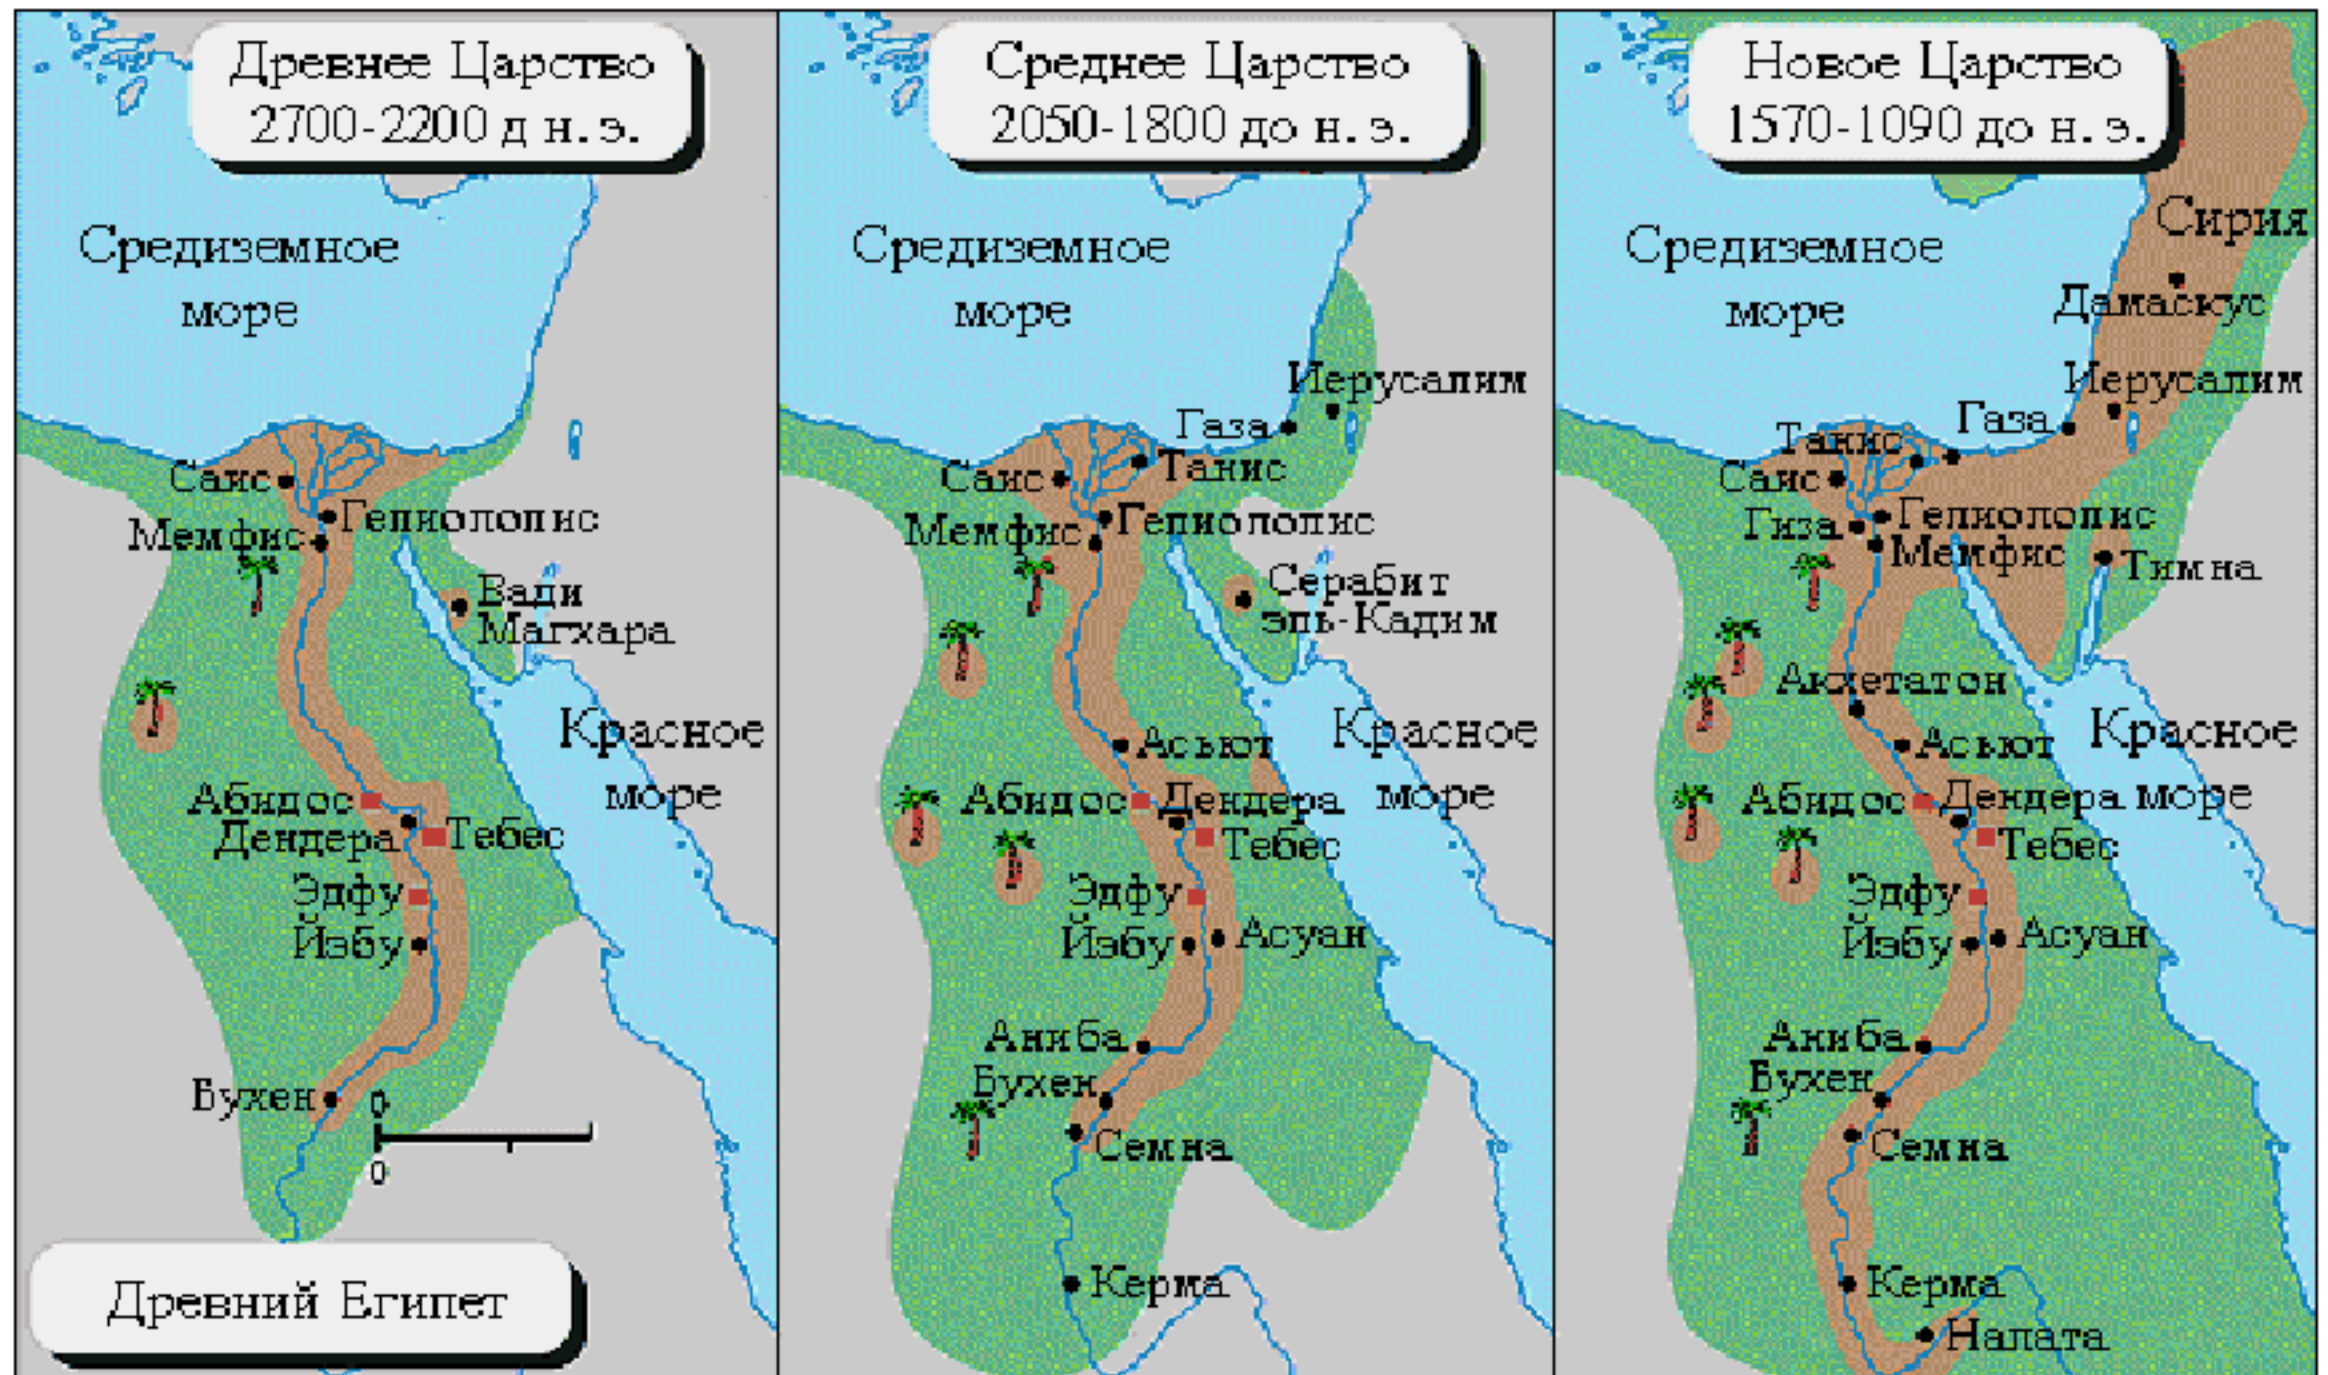 Древнее Царство
2700-2200 д н. э.
Средиземное
море
Саис
Гелиополис
Мемфис
Вади
Магхара
Красное
море
Абидос
Дендера
Тебес
Эдфу
Йэбу
Бухен
0
0
Древний Египет
Среднее Царство
2050-1800 до н. э.
Средиземное
море
Иерусалим
Газа
Танис
Саис
Гелиополис
Мемфис
Серабит
эль-Кадим
Красное
море
Асьют
Абидос
Дендера
Тебес
Эдфу
Йэбу
Асуан
Аниба
Бухен
Семна
Керма
Новое Царство
1570-1090 до н. э.
Средиземное
море
Сирия
Дамаскус
Иерусалим
Газа
Танис
Саис
Гелиополис
Гиза
Мемфис
Тимна
Акхетатон
Красное
море
Асьют
Абидос
Дендера
Тебес
Эдфу
Йэбу
Асуан
Аниба
Бухен
Семна
Керма
Напата